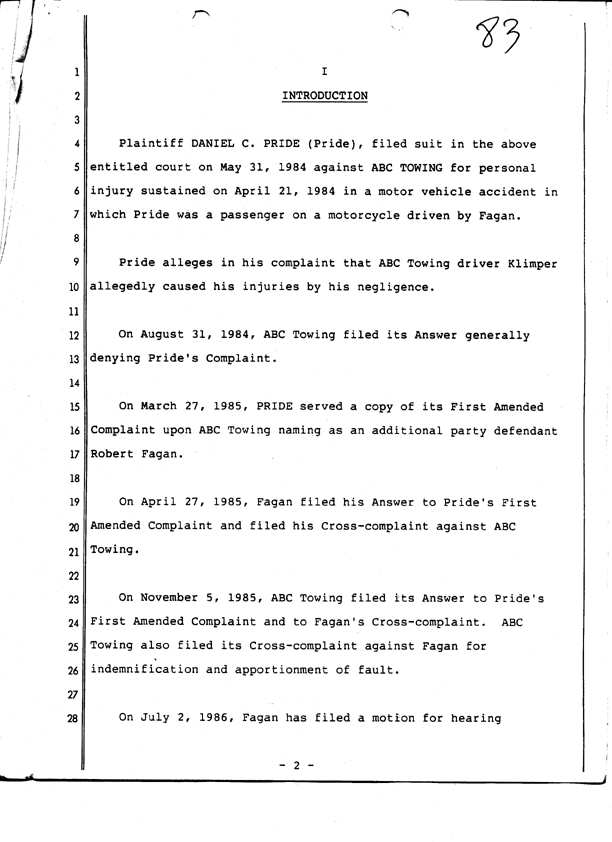 83
1 I
2 INTRODUCTION
3
4 Plaintiff DANIEL C. PRIDE (Pride), filed suit in the above
5 entitled court on May 31, 1984 against ABC TOWING for personal
6 injury sustained on April 21, 1984 in a motor vehicle accident in
7 which Pride was a passenger on a motorcycle driven by Fagan.
8
9 Pride alleges in his complaint that ABC Towing driver Klimper
10 allegedly caused his injuries by his negligence.
11
12 On August 31, 1984, ABC Towing filed its Answer generally
13 denying Pride's Complaint.
14
15 On March 27, 1985, PRIDE served a copy of its First Amended
16 Complaint upon ABC Towing naming as an additional party defendant
17 Robert Fagan.
18
19 On April 27, 1985, Fagan filed his Answer to Pride's First
20 Amended Complaint and filed his Cross-complaint against ABC
21 Towing.
22
23 On November 5, 1985, ABC Towing filed its Answer to Pride's
24 First Amended Complaint and to Fagan's Cross-complaint. ABC
25 Towing also filed its Cross-complaint against Fagan for
26 indemnification and apportionment of fault.
27
28 On July 2, 1986, Fagan has filed a motion for hearing
- 2 -